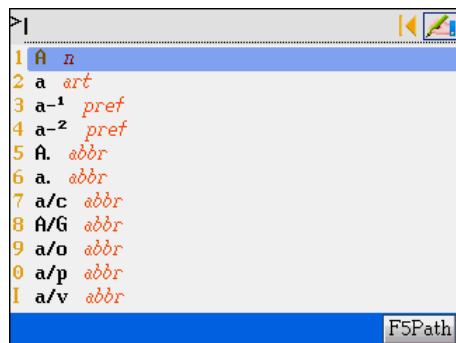 >
1 A n
2 a art
3 a-¹ pref
4 a-² pref
5 A. abbr
6 a. abbr
7 a/c abbr
8 A/G abbr
9 a/o abbr
0 a/p abbr
I a/v abbr
F5Path